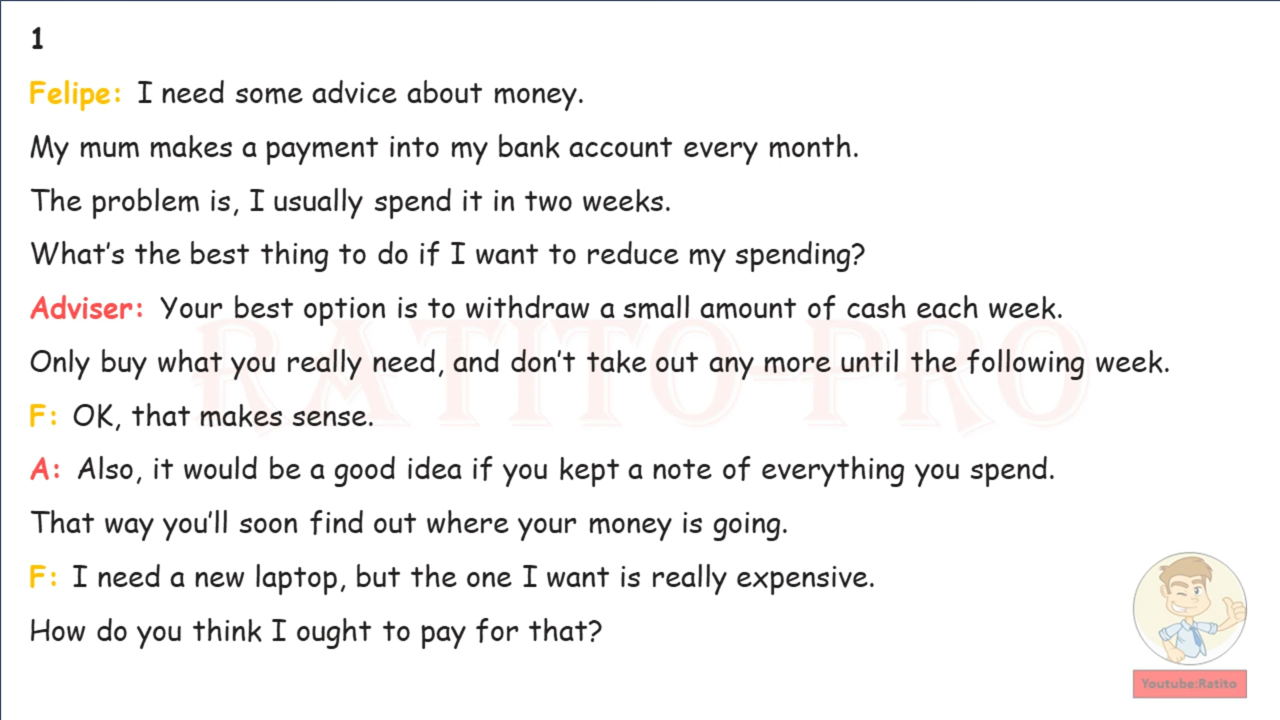 1
Felipe: I need some advice about money.
My mum makes a payment into my bank account every month.
The problem is, I usually spend it in two weeks.
What's the best thing to do if I want to reduce my spending?
Adviser: Your best option is to withdraw a small amount of cash each week.
Only buy what you really need, and don't take out any more until the following week.
F: OK, that makes sense.
A: Also, it would be a good idea if you kept a note of everything you spend.
That way you'll soon find out where your money is going.
F: I need a new laptop, but the one I want is really expensive.
How do you think I ought to pay for that?
RATITO-PRO
Youtube:Ratito